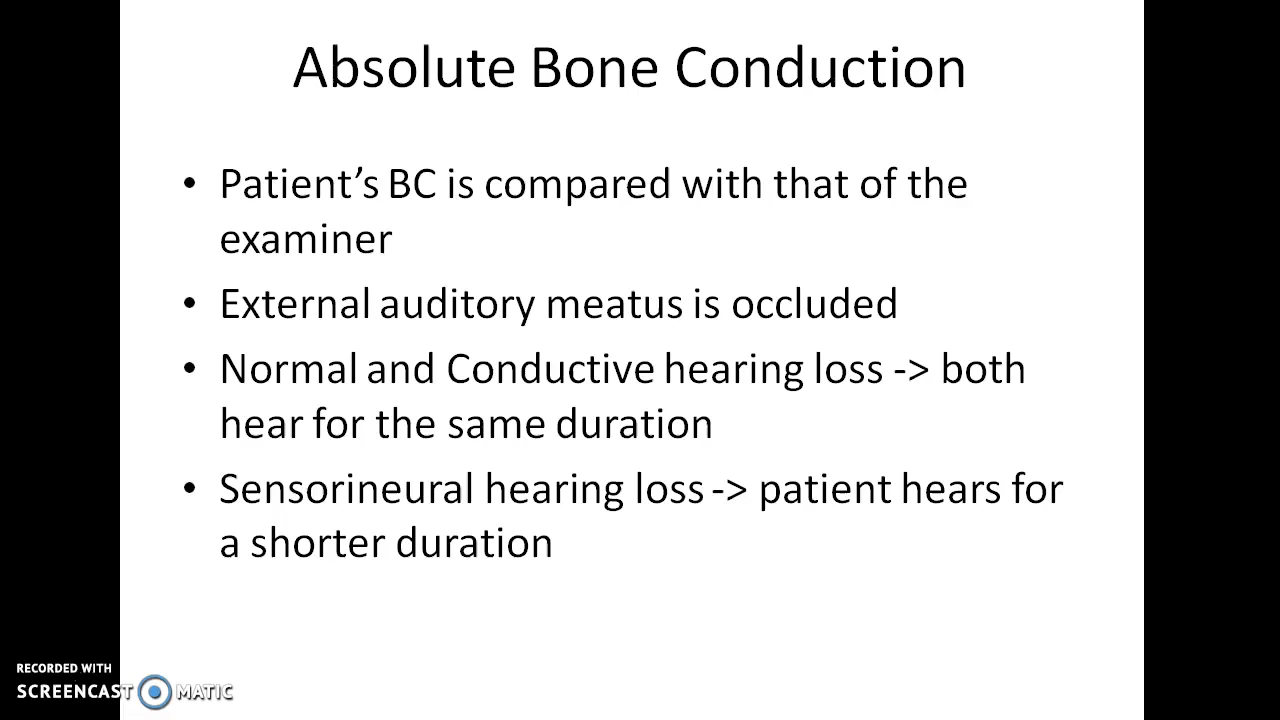 Absolute Bone Conduction
• Patient’s BC is compared with that of the
examiner
• External auditory meatus is occluded
• Normal and Conductive hearing loss -> both
hear for the same duration
• Sensorineural hearing loss -> patient hears for
a shorter duration
RECORDED WITH
SCREENCAST MATIC